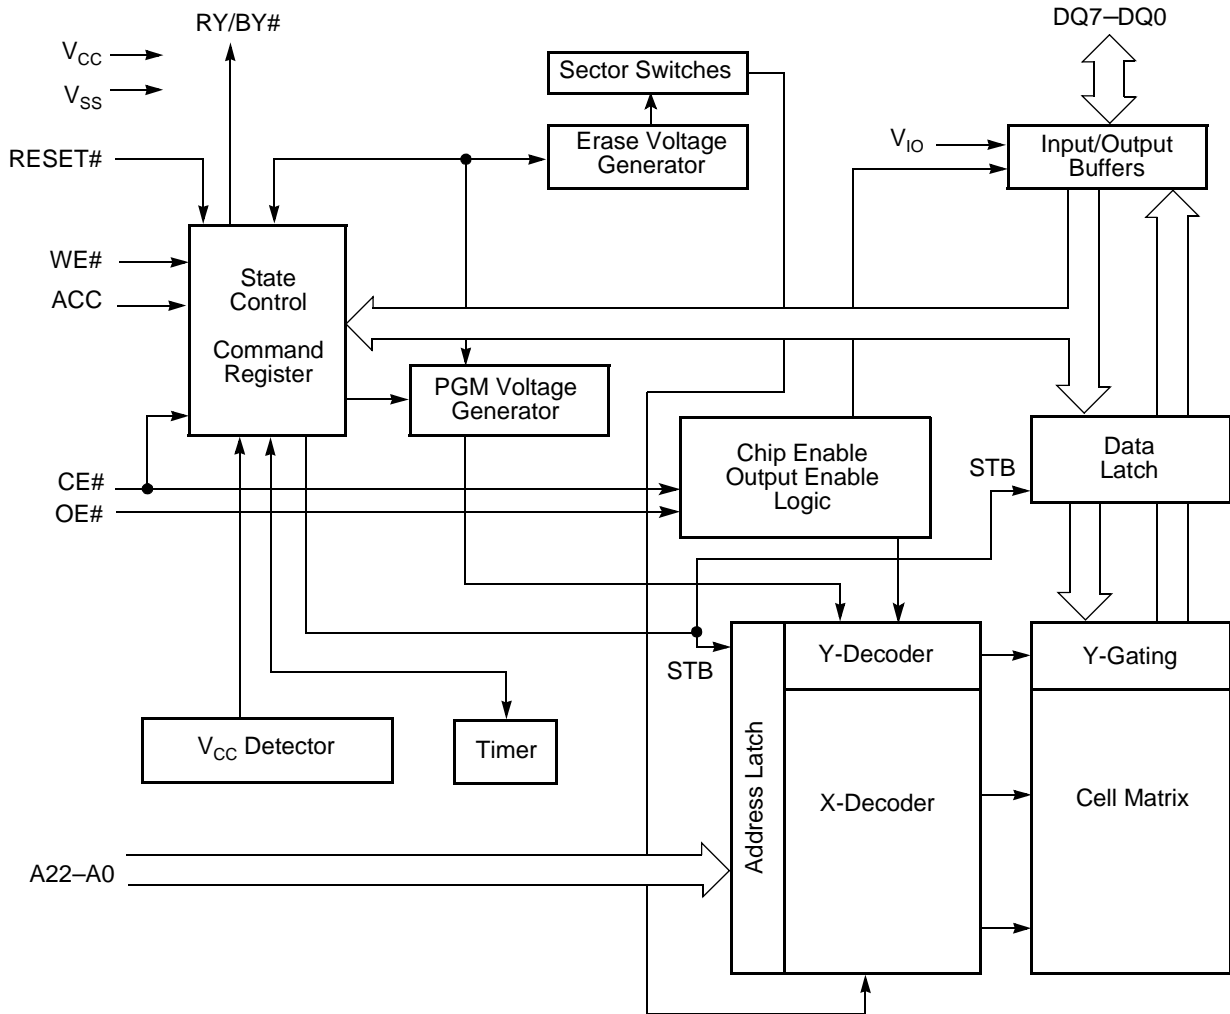 RY/BY#
DQ7–DQ0
VCC
VSS
Sector Switches
RESET#
Erase Voltage
Generator
VIO
Input/Output
Buffers
WE#
ACC
State
Control
Command
Register
PGM Voltage
Generator
Chip Enable
Output Enable
Logic
STB
Data
Latch
CE#
OE#
STB
Y-Decoder
Y-Gating
VCC Detector
Timer
Address Latch
X-Decoder
Cell Matrix
A22–A0